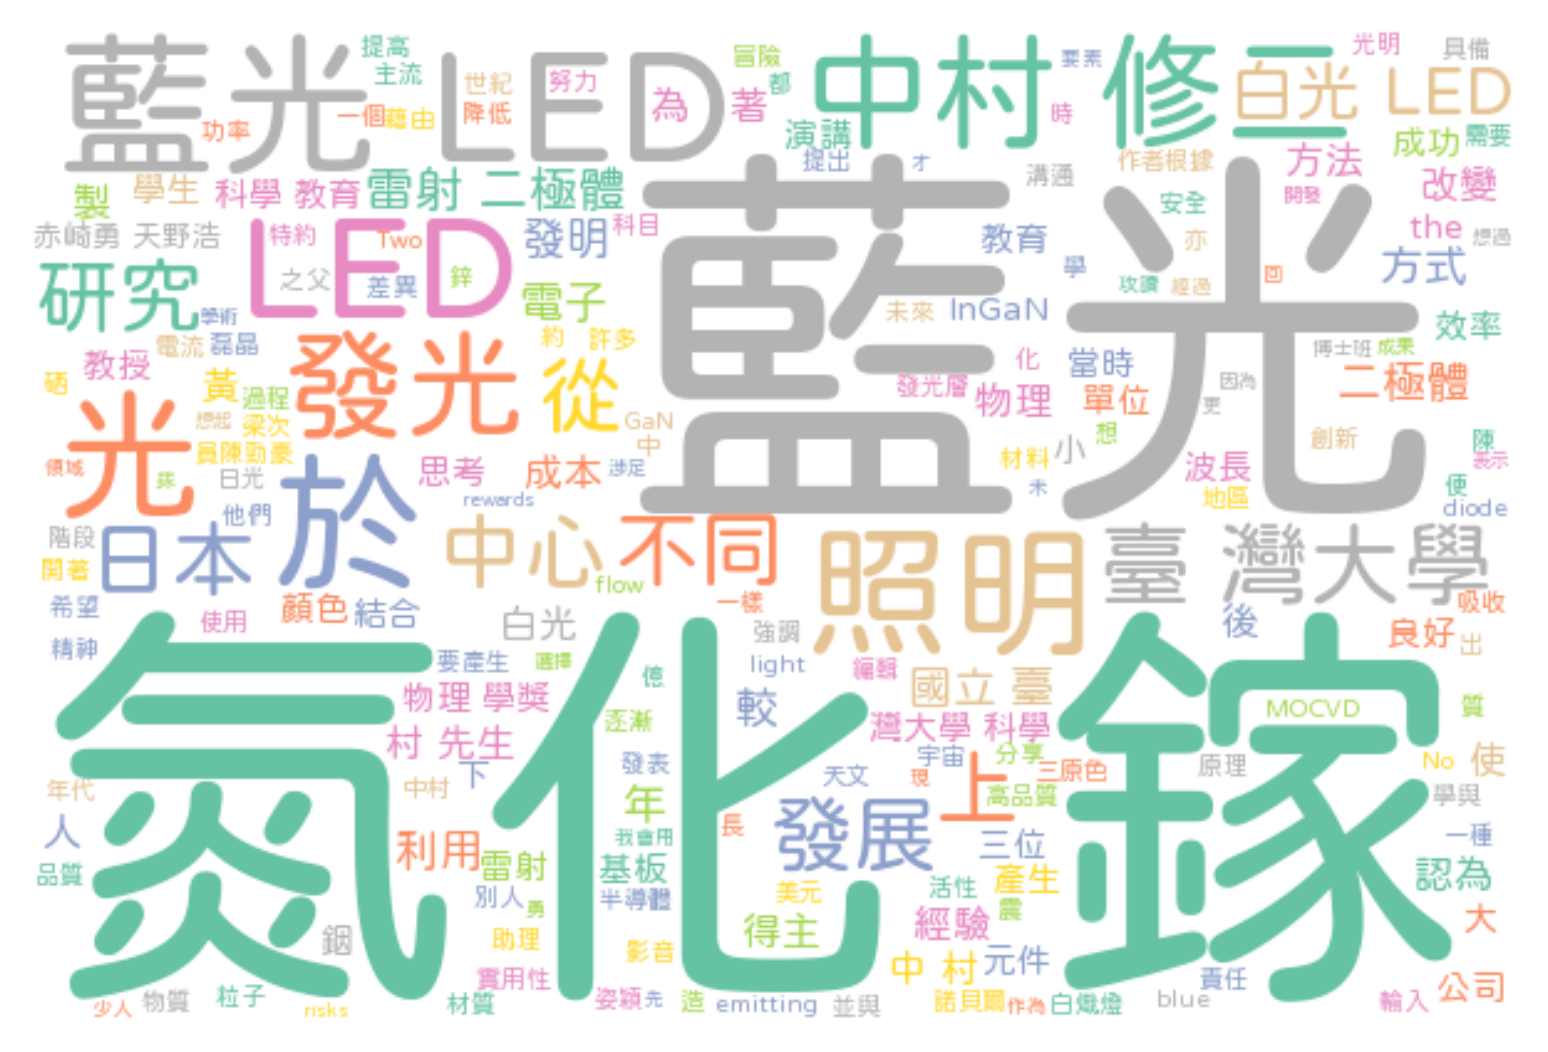 藍光 LED
提高
主流
世紀
努力
冒險
都
中村 修二
要素
光明
具備
白光 LED
功率
一個
藉由
降低
為
著
演講
時
成功
需要
製
學生
科學 教育
雷射 二極體
提出
才
溝通
作者根據
方法
改變
藍光
安全
開發
赤崎勇 天野浩
特約
Two
發明
科目
教育
亦
the
想過
研究
LED
之父
差異
鋅
電子
學
攻讀
經過
回
方式
學術
未來
InGaN
效率
電流
磊晶
約
許多
博士班
成果
教授
發光
從
化
當時
硒
黃
過程
發光層
物理
單位
因為
更
二極體
光
想起
梁次
GaN
中
想
創新
陳
員陳勁豪
領域
日光
思考
成本
涉足
材料
小
波長
表示
於
rewards
未
地區
便
diode
他們
階段
日本
中心
不同
照明
臺 灣大學
開著
flow
希望
使用
顏色
結合
一樣
後
吸收
白光
強調
良好
出
精神
氮化鎵
要產生
選擇
億
light
編輯
國立 臺
物理 學獎
較
MOCVD
質
村 先生
逐漸
灣大學 科學
宇宙
分享
下
發表
天文
現
上
三原色
原理
No
使
年代
中村
年
高品質
學與
人
我會用
長
發展
三位
一種
利用
雷射
基板
品質
別人
勇
半導體
美元
活性
產生
認為
震
銦
助理
得主
經驗
大
影音
中 村
元件
實用性
責任
公司
少人
物質
粒子
risks
材質
姿穎
先
造
emitting
並與
諾貝爾
作為
白熾燈
blue
輸入